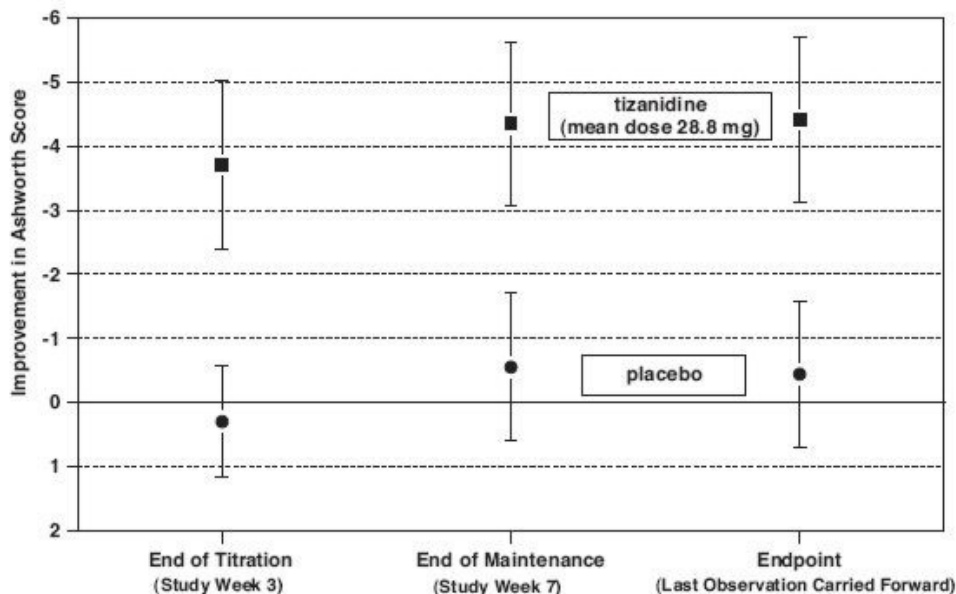 Improvement in Ashworth Score
-6
-5
-4
-3
-2
-1
0
1
2
tizanidine
(mean dose 28.8 mg)
placebo
End of Titration
(Study Week 3)
End of Maintenance
(Study Week 7)
Endpoint
(Last Observation Carried Forward)